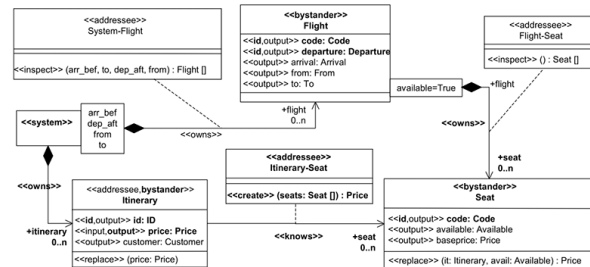 <<addressee>>
System-Flight
<<inspect>> (arr_bef, to, dep_aft, from) : Flight []
<<bystander>>
Flight
<<id,output>> code: Code
<<id,output>> departure: Departure
<<output>> arrival: Arrival
<<output>> from: From
<<output>> to: To
<<addressee>>
Flight-Seat
<<inspect>> () : Seat []
available=True
+flight
<<owns>>
+flight
0..n
<<system>>
arr_bef
dep_aft
from
to
<<owns>>
<<owns>>
+itinerary
0..n
<<addressee>>
Itinerary-Seat
<<create>> (seats: Seat []) : Price
+seat
0..n
<<addressee,bystander>>
Itinerary
<<id,output>> id: ID
<<input,output>> price: Price
<<output>> customer: Customer
<<replace>> (price: Price)
<<knows>>
+seat
0..n
<<bystander>>
Seat
<<id,output>> code: Code
<<output>> available: Available
<<output>> baseprice: Price
<<replace>> (it: Itinerary, avail: Available) : Price